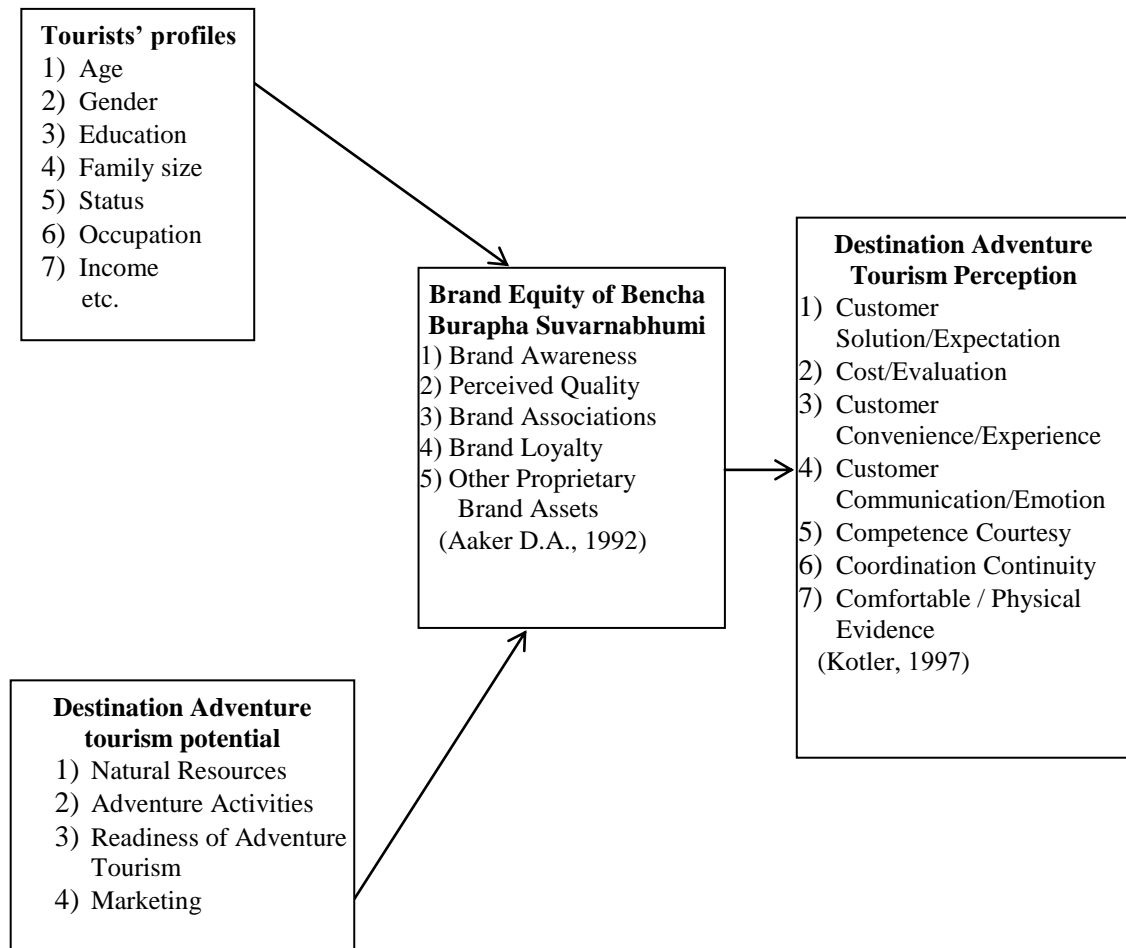 Tourists’ profiles
1) Age
2) Gender
3) Education
4) Family size
5) Status
6) Occupation
7) Income
etc.
Brand Equity of Bencha
Burapha Suvarnabhumi
1) Brand Awareness
2) Perceived Quality
3) Brand Associations
4) Brand Loyalty
5) Other Proprietary
Brand Assets
(Aaker D.A., 1992)
Destination Adventure
Tourism Perception
1) Customer
Solution/Expectation
2) Cost/Evaluation
3) Customer
Convenience/Experience
4) Customer
Communication/Emotion
5) Competence Courtesy
6) Coordination Continuity
7) Comfortable / Physical
Evidence
(Kotler, 1997)
Destination Adventure
tourism potential
1) Natural Resources
2) Adventure Activities
3) Readiness of Adventure
Tourism
4) Marketing